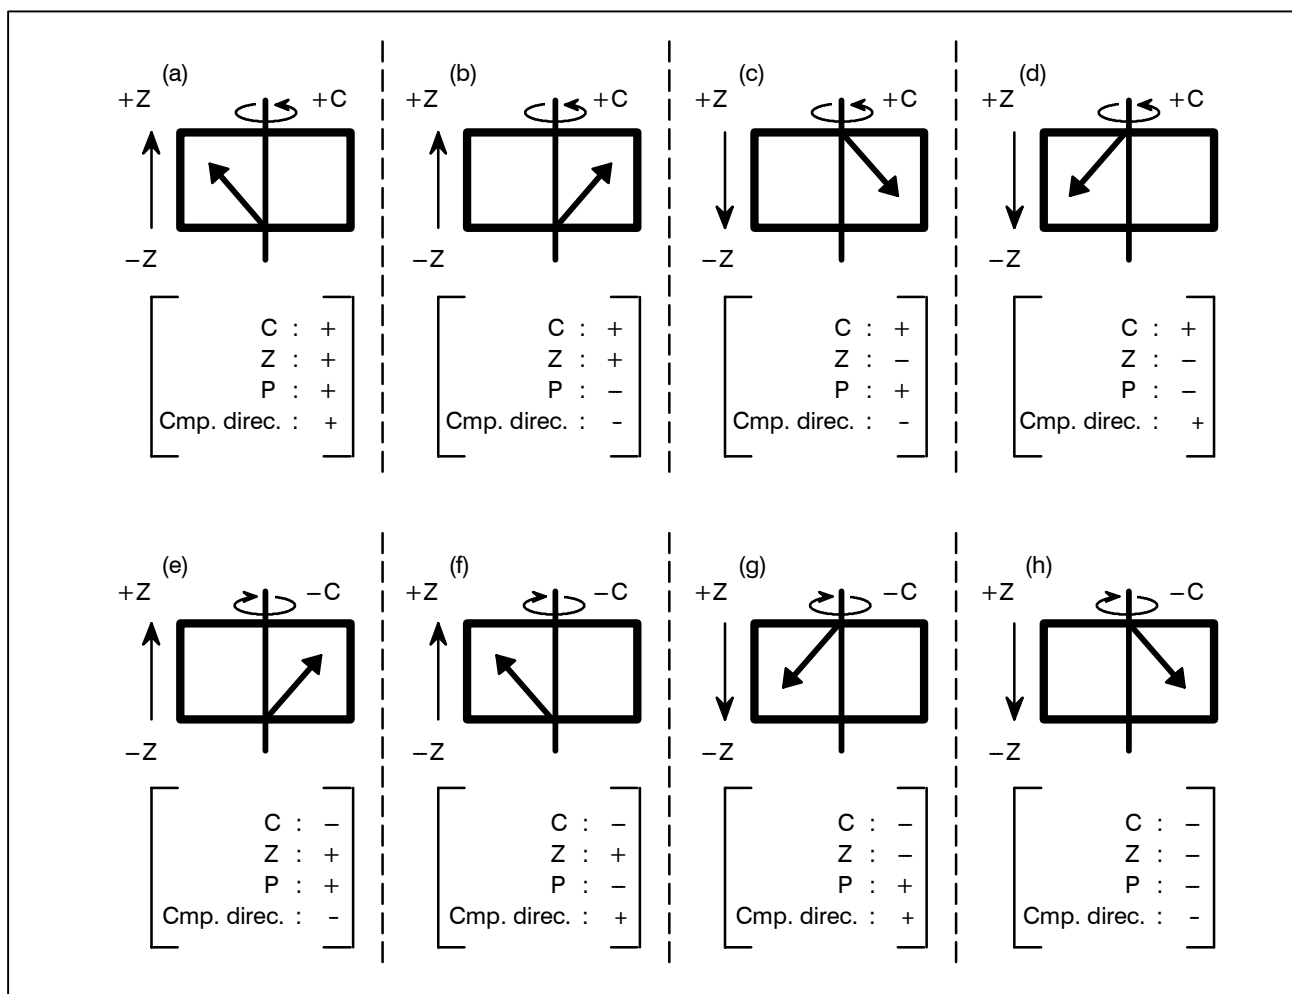 (a) (b) (c) (d)
+Z +C +Z +C +Z +C +Z +C
−Z −Z −Z −Z
C : + C : + C : + C : +
Z : + Z : + Z : − Z : −
P : + P : − P : + P : −
Cmp. direc. : + Cmp. direc. : - Cmp. direc. : - Cmp. direc. : +
(e) (f) (g) (h)
+Z −C +Z −C +Z −C +Z −C
−Z −Z −Z −Z
C : − C : − C : − C : −
Z : + Z : + Z : − Z : −
P : + P : − P : + P : −
Cmp. direc. : - Cmp. direc. : + Cmp. direc. : + Cmp. direc. : -